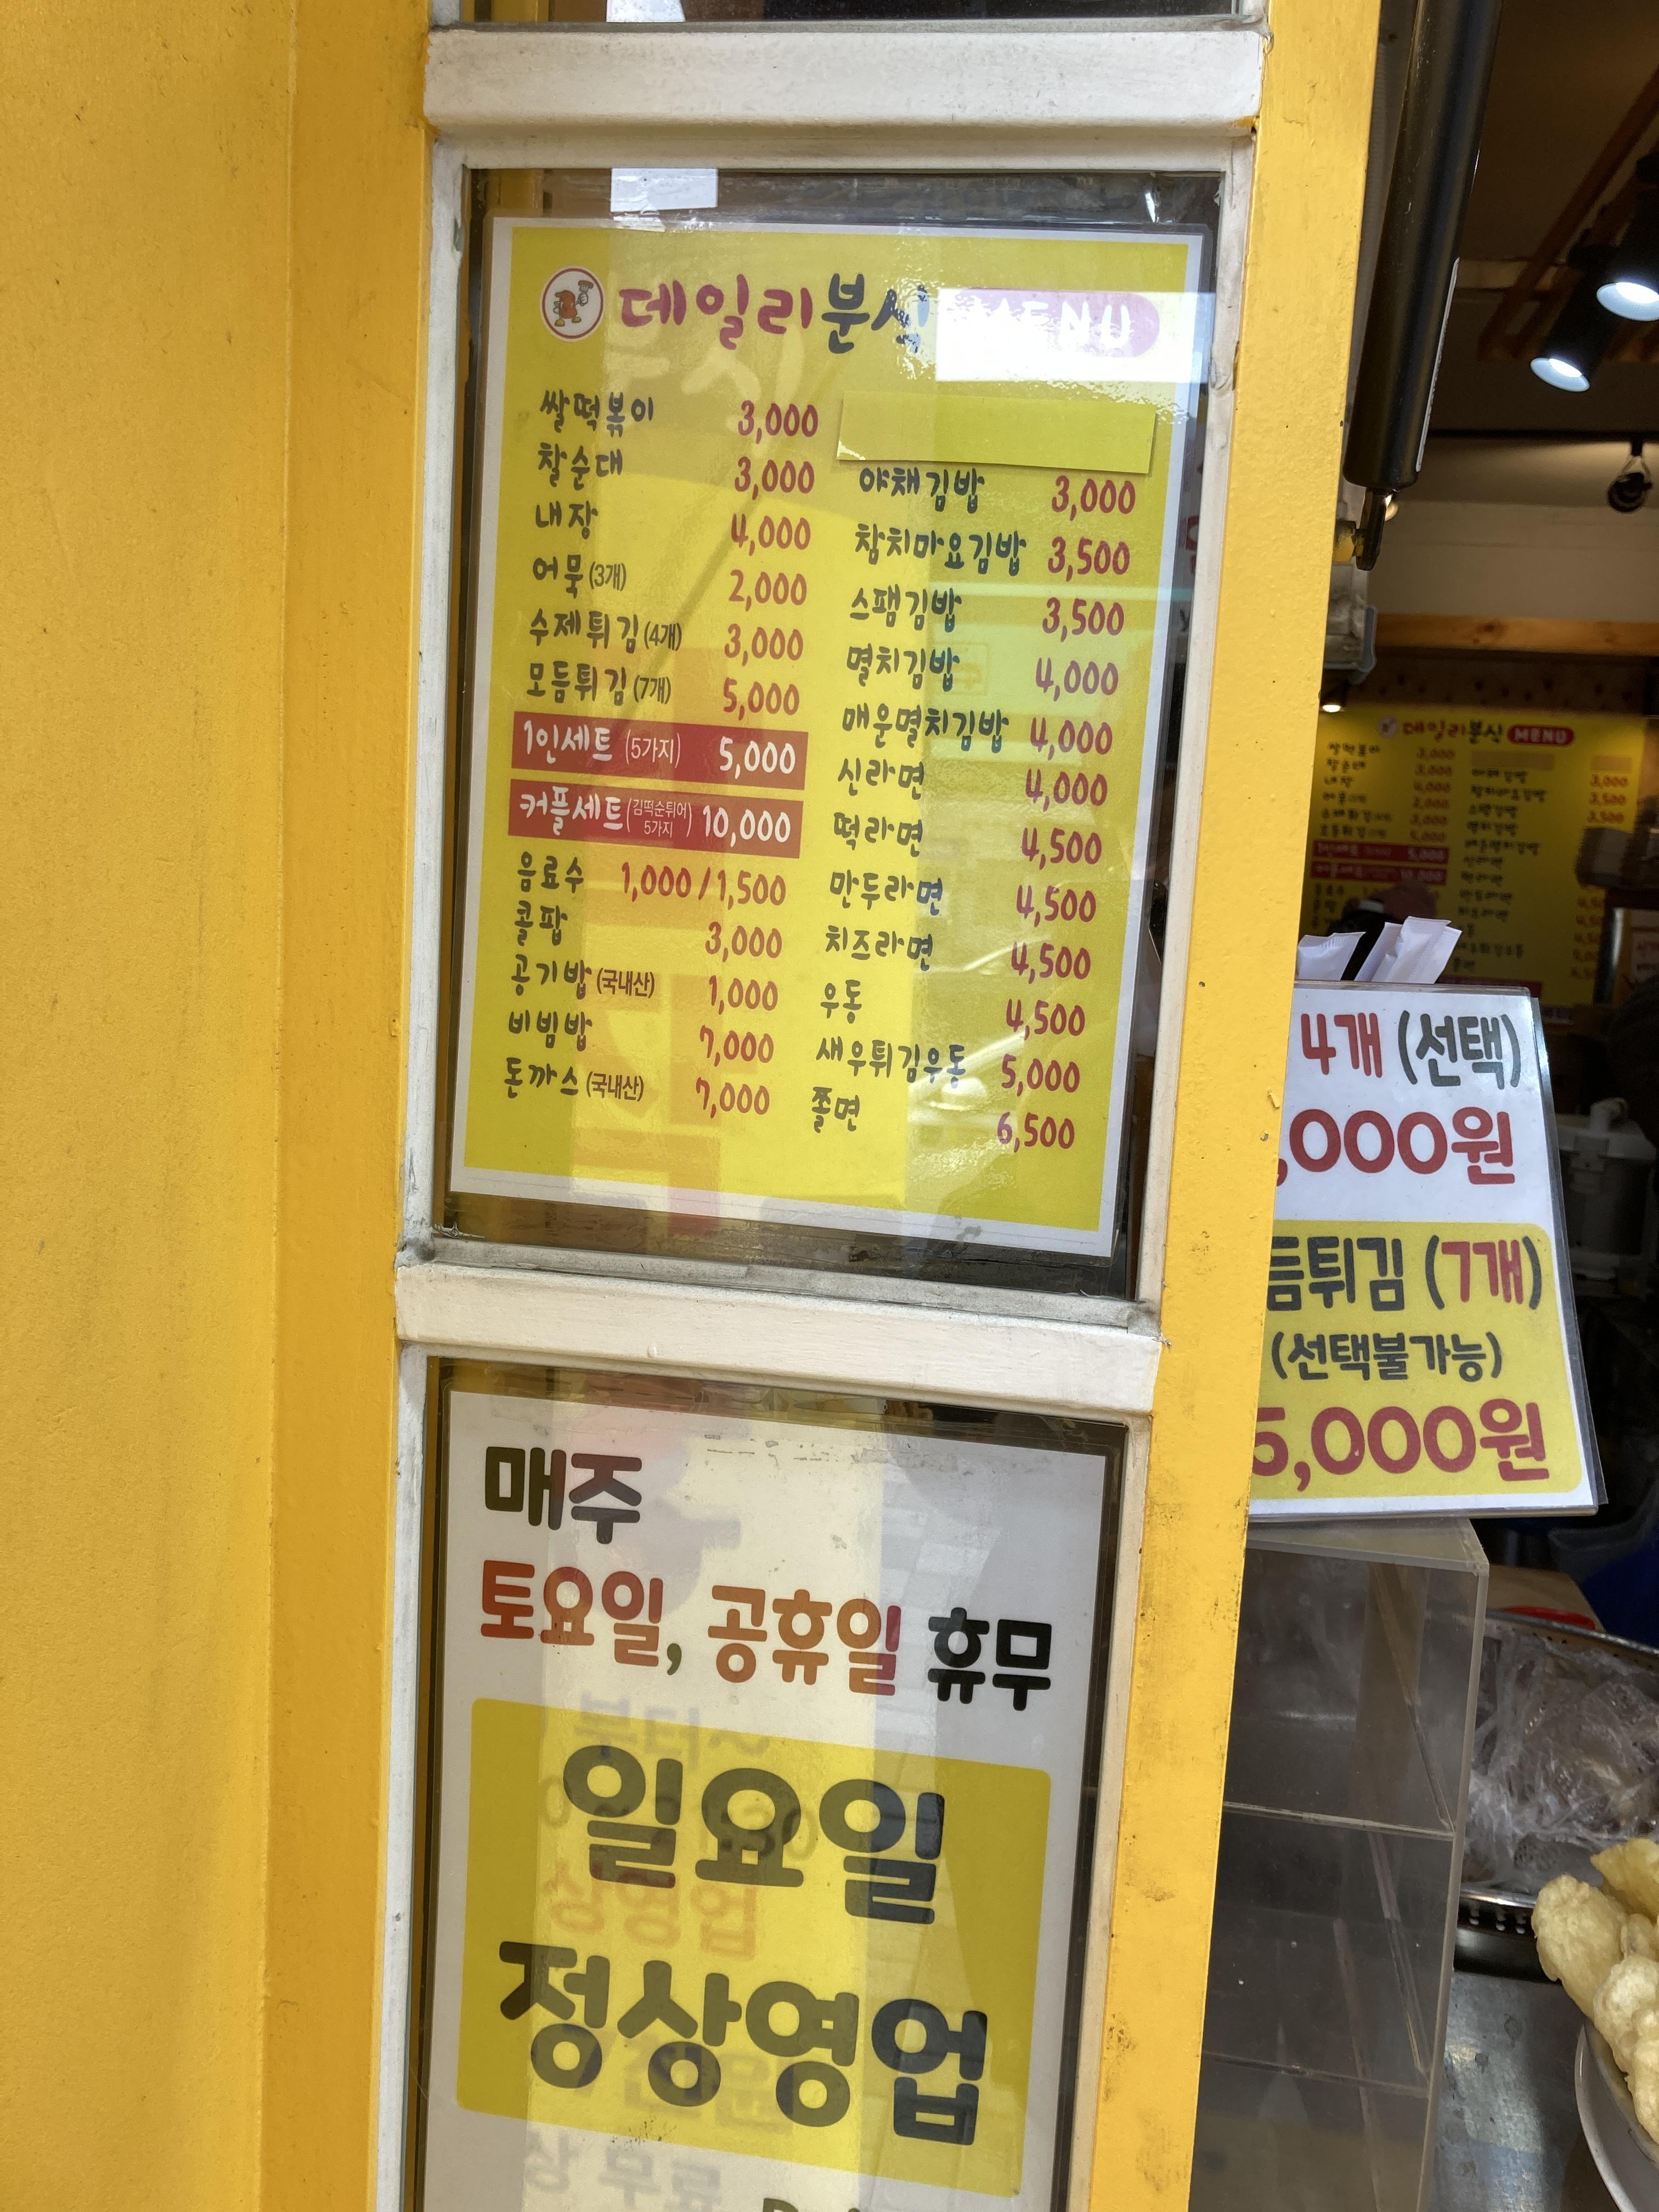 데일리분식 MENU
쌀떡볶이 3,000
찰순대 3,000
내장 4,000
어묵(3개) 2,000
수제튀김(4개) 3,000
모듬튀김(7개) 5,000
1인세트(5가지) 5,000
커플세트(김떡순튀어 5가지) 10,000
음료수 1,000/1,500
콜팝 3,000
공기밥(국내산) 1,000
비빔밥 7,000
돈까스(국내산) 7,000
야채김밥 3,000
참치마요김밥 3,500
스팸김밥 3,500
멸치김밥 4,000
매운멸치김밥 4,000
신라면 4,000
떡라면 4,500
만두라면 4,500
치즈라면 4,500
우동 4,500
새우튀김우동 5,000
쫄면 6,500
매주
토요일, 공휴일 휴무
일요일
정상영업
4개 (선택)
,000원
듬튀김 (7개)
(선택불가능)
5,000원
데일리분식 MENU